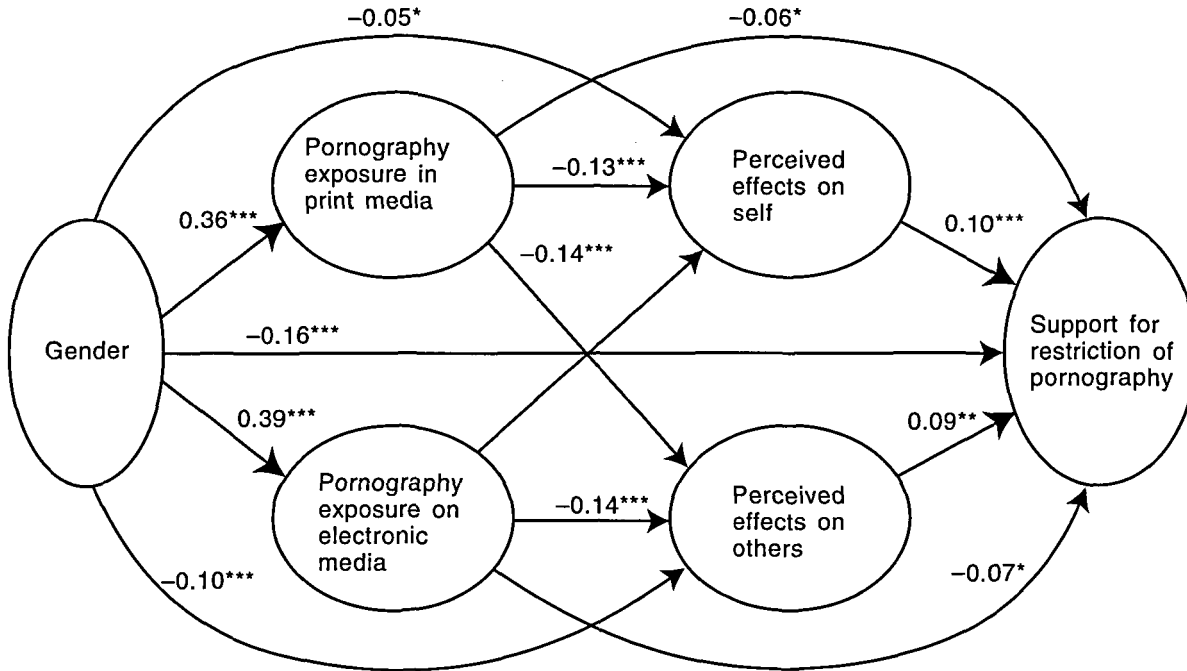 −0.05*
−0.06*
Pornography
exposure in
print media
−0.13***
Perceived
effects on
self
0.36***
−0.14***
0.10***
Gender
−0.16***
Support for
restriction of
pornography
0.39***
0.09**
Pornography
exposure on
electronic
media
−0.14***
Perceived
effects on
others
−0.10***
−0.07*